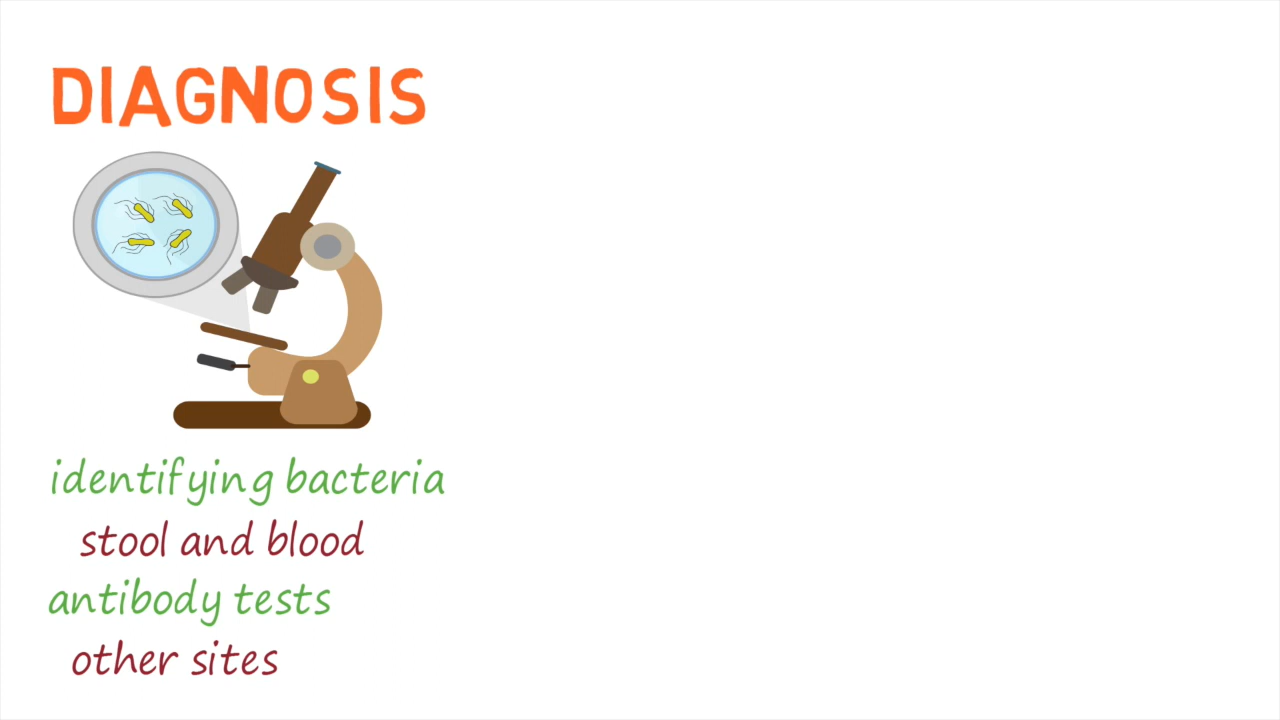 DIAGNOSIS
identifying bacteria
stool and blood
antibody tests
other sites